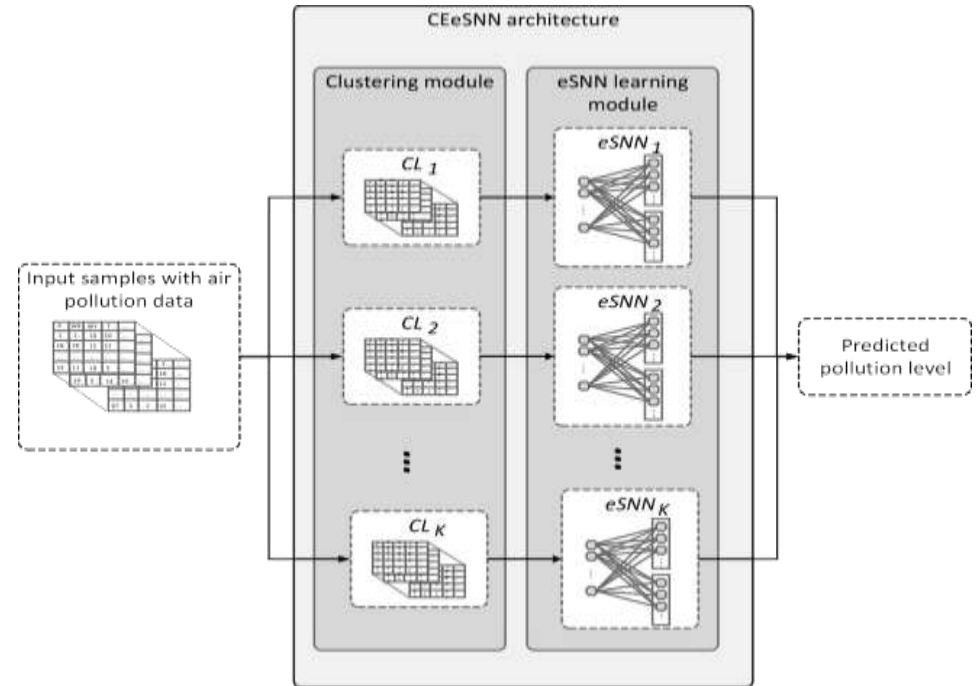 CEeSNN architecture
Clustering module
eSNN learning
module
CL 1
eSNN 1
Input samples with air
pollution data
CL 2
eSNN 2
Predicted
pollution level
CL K
eSNN K